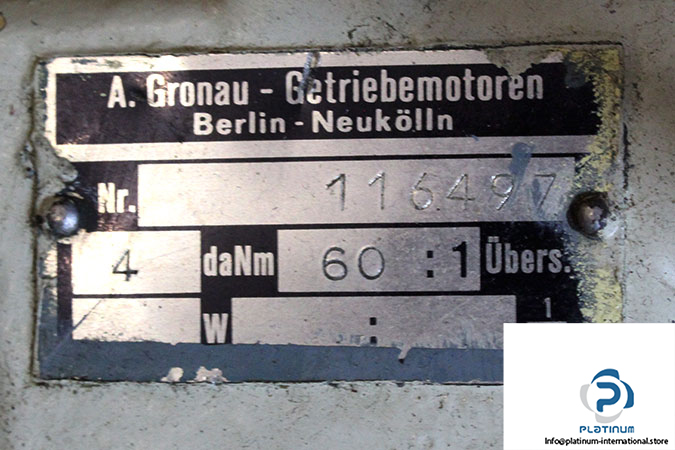 A. Gronau - Getriebemotoren
Berlin - Neukölln
Nr. 116497
4 daNm 60 : 1 Übers.
W : 1
PLATINUM
Info@platinum-international.store